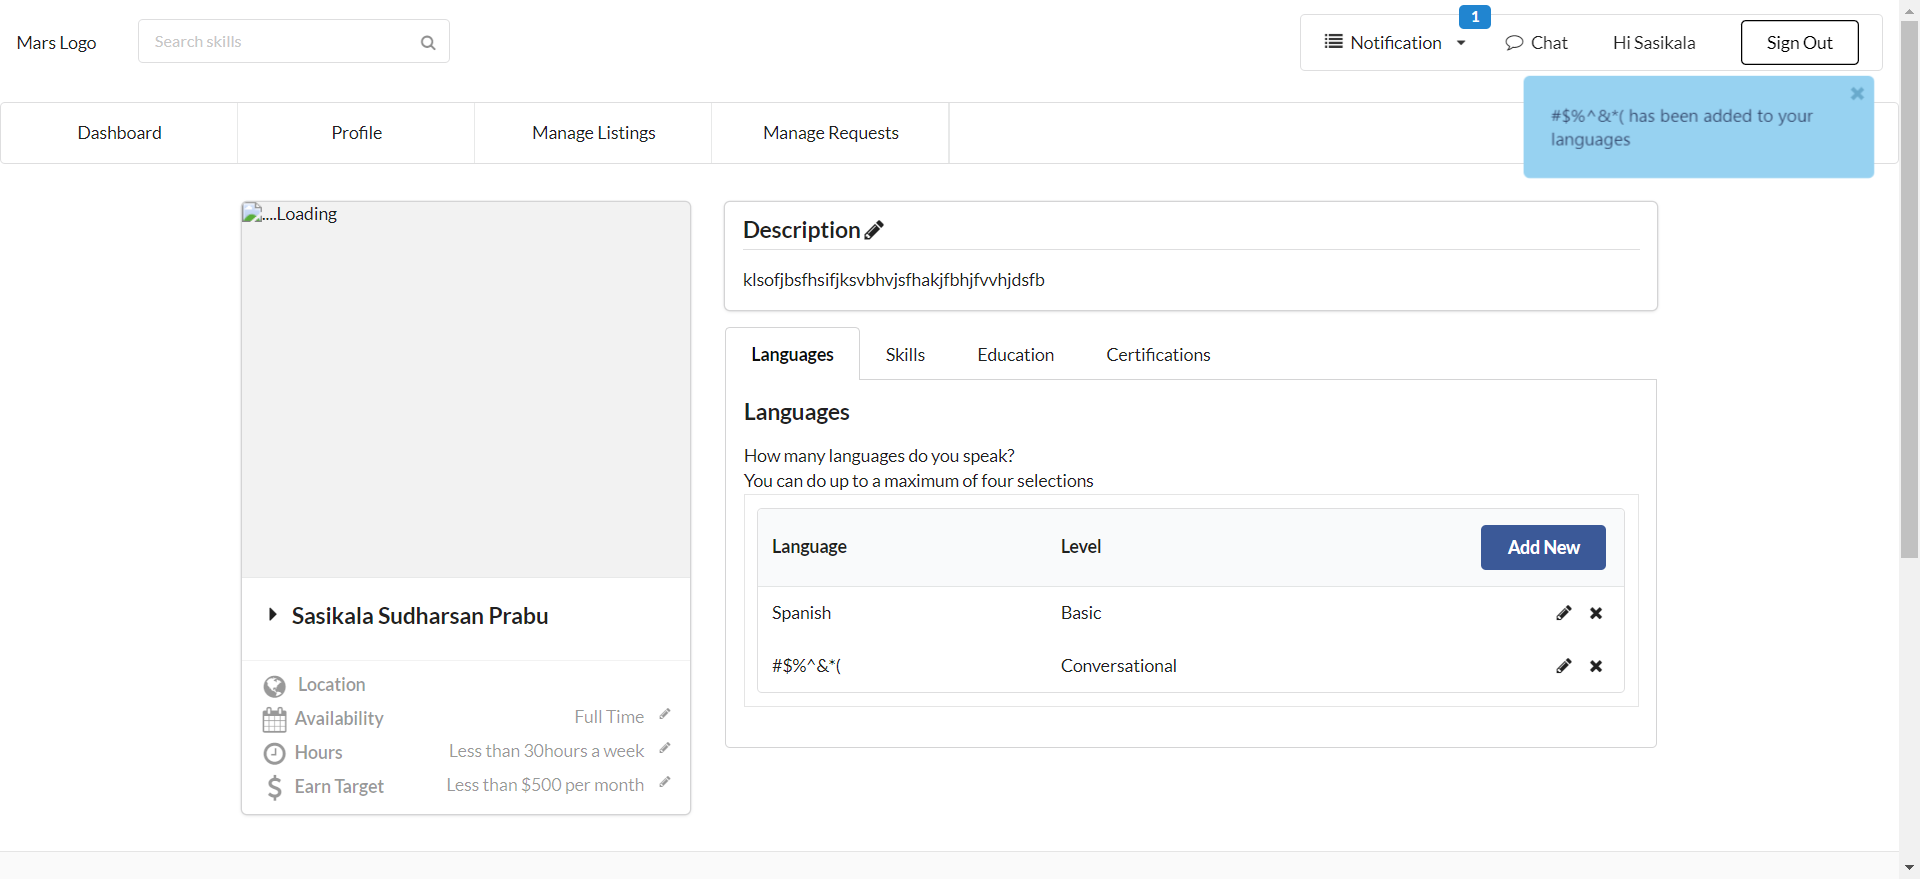 Mars Logo
Search skills
1
Notification
Chat
Hi Sasikala
Sign Out
#$%^&*( has been added to your
languages
Dashboard
Profile
Manage Listings
Manage Requests
....Loading
Sasikala Sudharsan Prabu
Location
Availability
Full Time
Hours
Less than 30hours a week
Earn Target
Less than $500 per month
Description
klsofjbsfhsifjksvbhvjsfhakjfbhjfvvhjdsfb
Languages
Skills
Education
Certifications
Languages
How many languages do you speak?
You can do up to a maximum of four selections
Language
Level
Add New
Spanish
Basic
#$%^&*(
Conversational